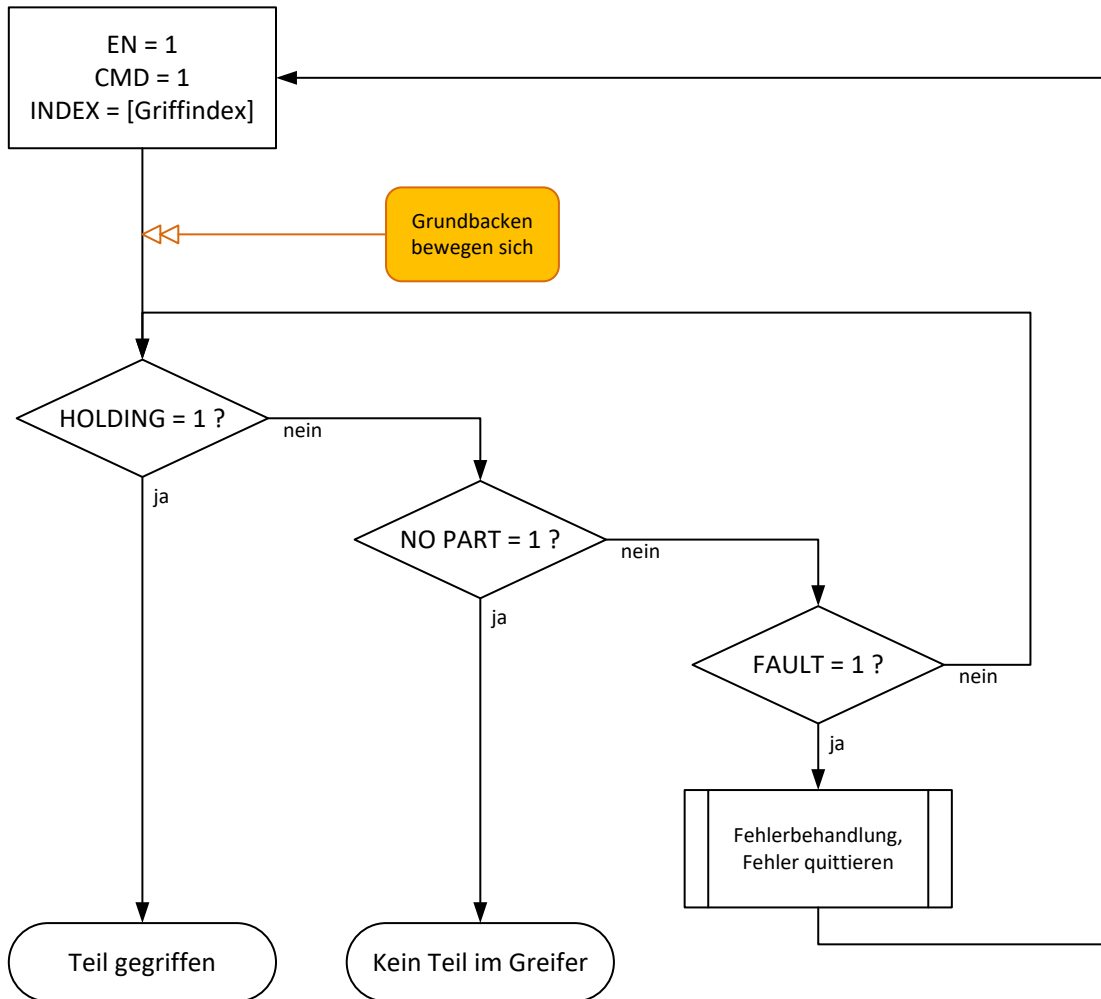 EN = 1
CMD = 1
INDEX = [Griffindex]
Grundbacken
bewegen sich
HOLDING = 1 ?
nein
ja
NO PART = 1 ?
nein
ja
FAULT = 1 ?
nein
ja
Fehlerbehandlung,
Fehler quittieren
Teil gegriffen
Kein Teil im Greifer